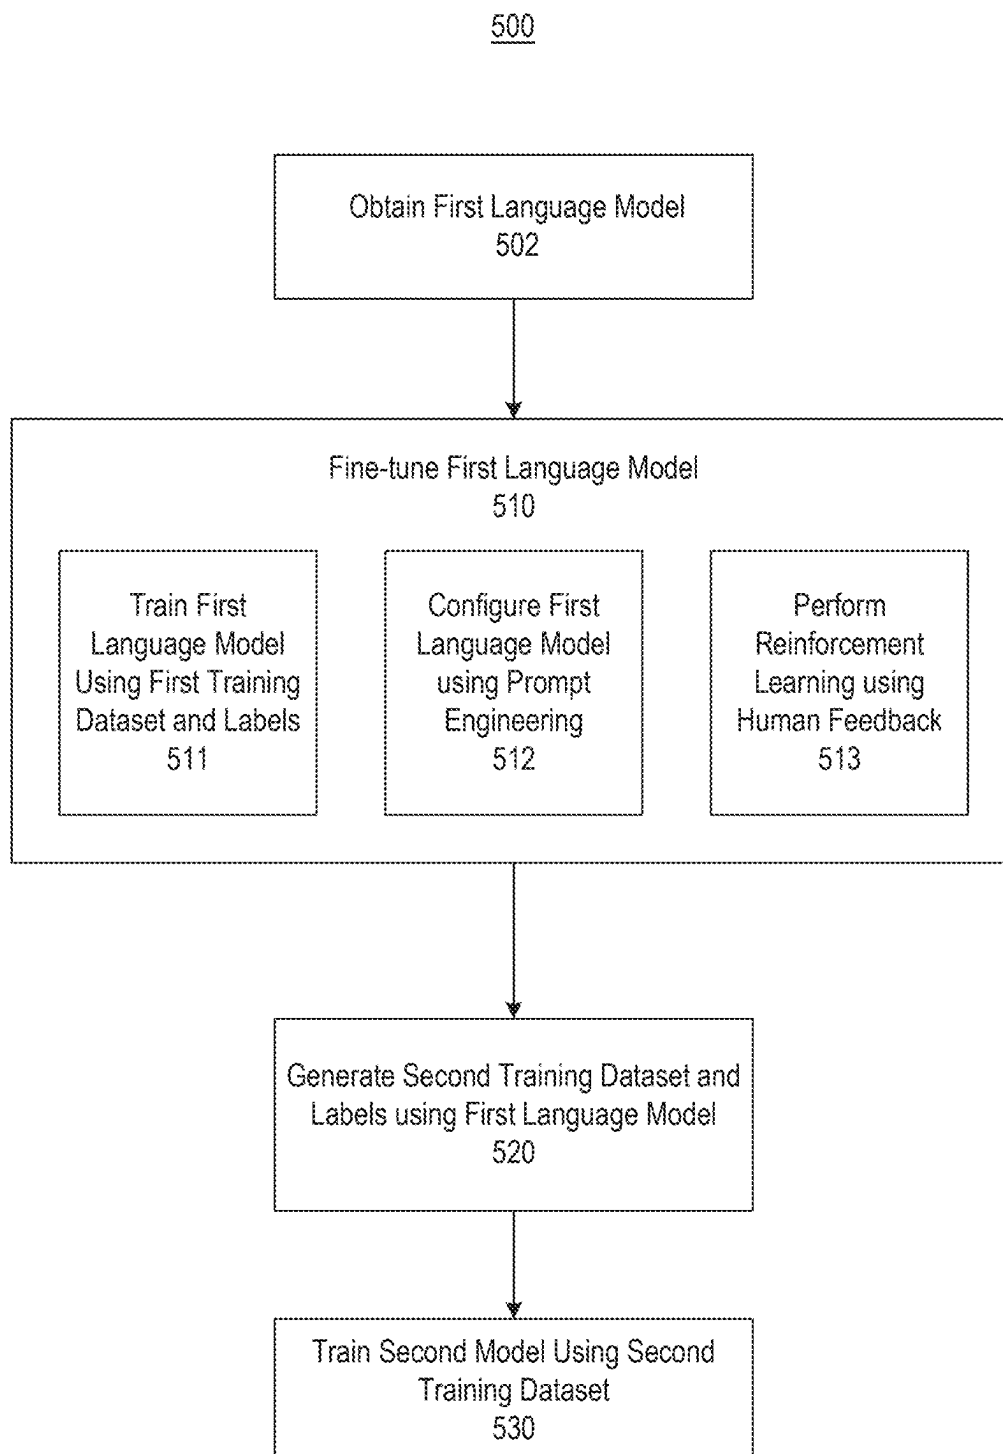 500
Obtain First Language Model
502
Fine-tune First Language Model
510
Train First
Language Model
Using First Training
Dataset and Labels
511
Configure First
Language Model
using Prompt
Engineering
512
Perform
Reinforcement
Learning using
Human Feedback
513
Generate Second Training Dataset and
Labels using First Language Model
520
Train Second Model Using Second
Training Dataset
530